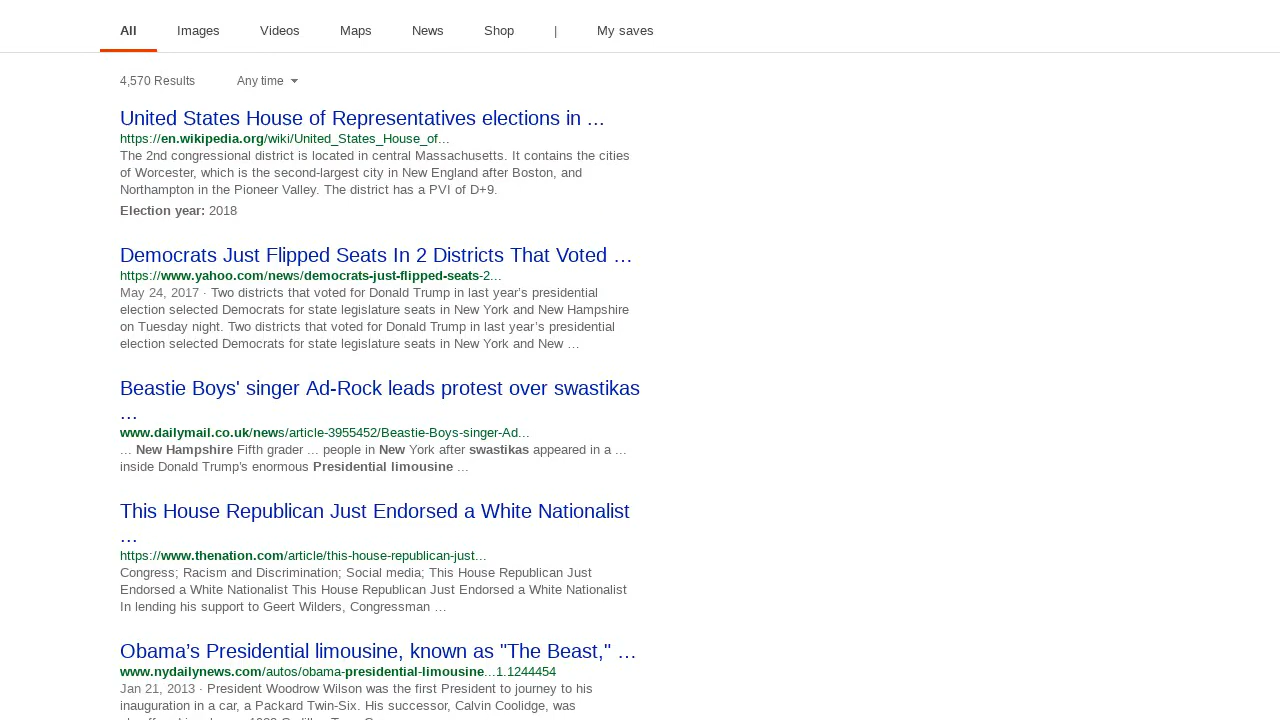 All Images Videos Maps News Shop | My saves
4,570 Results Any time
United States House of Representatives elections in ...
https://en.wikipedia.org/wiki/United_States_House_of...
The 2nd congressional district is located in central Massachusetts. It contains the cities
of Worcester, which is the second-largest city in New England after Boston, and
Northampton in the Pioneer Valley. The district has a PVI of D+9.
Election year: 2018
Democrats Just Flipped Seats In 2 Districts That Voted ...
https://www.yahoo.com/news/democrats-just-flipped-seats-2...
May 24, 2017 · Two districts that voted for Donald Trump in last year’s presidential
election selected Democrats for state legislature seats in New York and New Hampshire
on Tuesday night. Two districts that voted for Donald Trump in last year’s presidential
election selected Democrats for state legislature seats in New York and New …
Beastie Boys' singer Ad-Rock leads protest over swastikas
...
www.dailymail.co.uk/news/article-3955452/Beastie-Boys-singer-Ad...
... New Hampshire Fifth grader ... people in New York after swastikas appeared in a ...
inside Donald Trump's enormous Presidential limousine ...
This House Republican Just Endorsed a White Nationalist
...
https://www.thenation.com/article/this-house-republican-just...
Congress; Racism and Discrimination; Social media; This House Republican Just
Endorsed a White Nationalist This House Republican Just Endorsed a White Nationalist
In lending his support to Geert Wilders, Congressman …
Obama’s Presidential limousine, known as "The Beast," ...
www.nydailynews.com/autos/obama-presidential-limousine...1.1244454
Jan 21, 2013 · President Woodrow Wilson was the first President to journey to his
inauguration in a car, a Packard Twin-Six. His successor, Calvin Coolidge, was